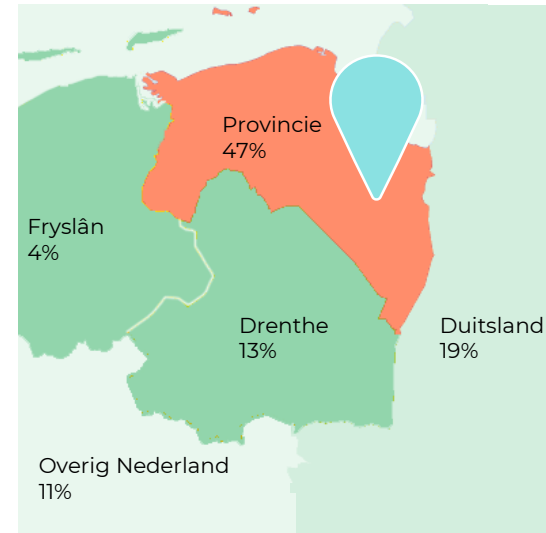 Provincie
47%
Fryslân
4%
Drenthe
13%
Duitsland
19%
Overig Nederland
11%